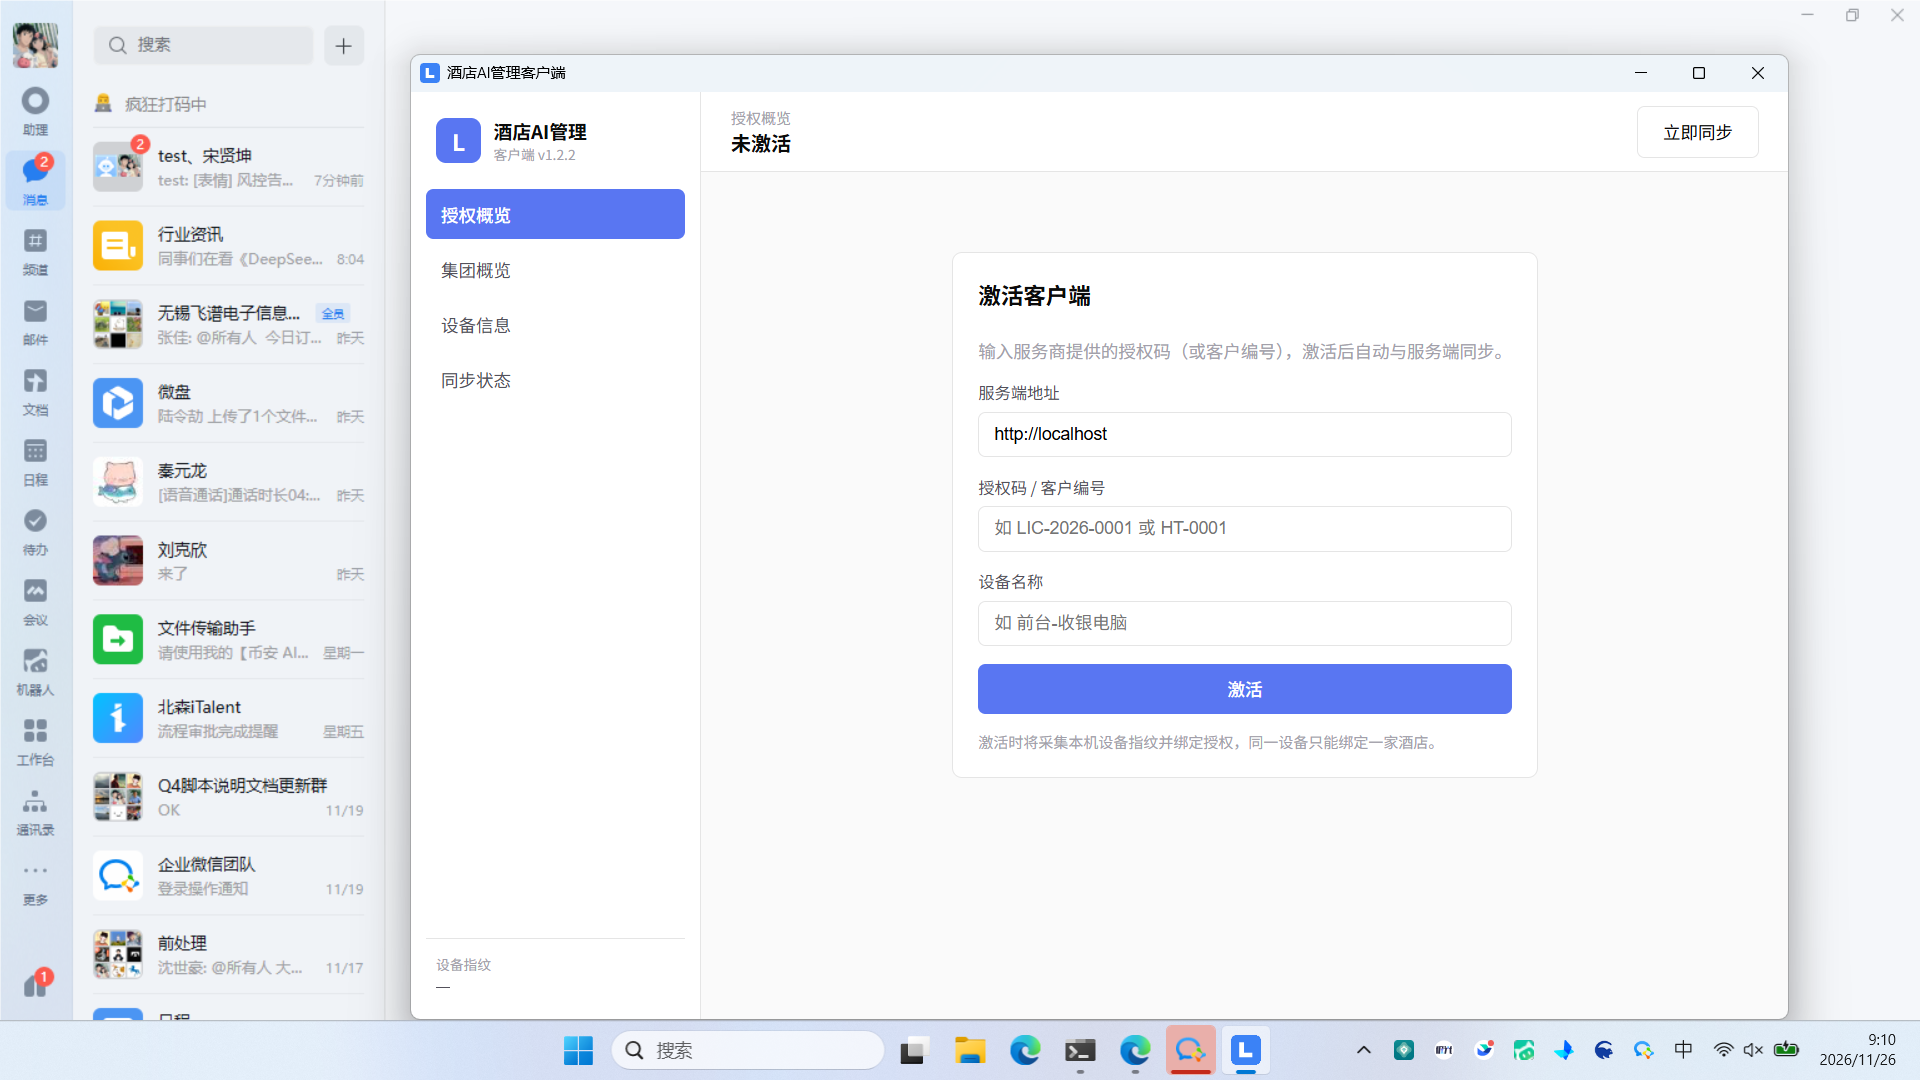 搜索
疯狂打码中
助理
2
消息
频道
邮件
文档
日程
待办
会议
机器人
工作台
通讯录
更多
1
2
test、宋贤坤
test: [表情] 风控告... 7分钟前
行业资讯
同事们在看《DeepSee... 8:04
无锡飞谱电子信息... 全员
张佳: @所有人 今日订... 昨天
微盘
陆令劼 上传了1个文件... 昨天
秦元龙
[语音通话]通话时长04:... 昨天
刘克欣
来了 昨天
文件传输助手
请使用我的【币安 AI... 星期一
北森iTalent
流程审批完成提醒 星期五
Q4脚本说明文档更新群
OK 11/19
企业微信团队
登录操作通知 11/19
前处理
沈世豪: @所有人 大... 11/17
L 酒店AI管理客户端
L
酒店AI管理
客户端 v1.2.2
授权概览
集团概览
设备信息
同步状态
设备指纹
—
授权概览
未激活
立即同步
激活客户端
输入服务商提供的授权码（或客户编号），激活后自动与服务端同步。
服务端地址
http://localhost
授权码 / 客户编号
如 LIC-2026-0001 或 HT-0001
设备名称
如 前台-收银电脑
激活
激活时将采集本机设备指纹并绑定授权，同一设备只能绑定一家酒店。
搜索
L
中
9:10
2026/11/26